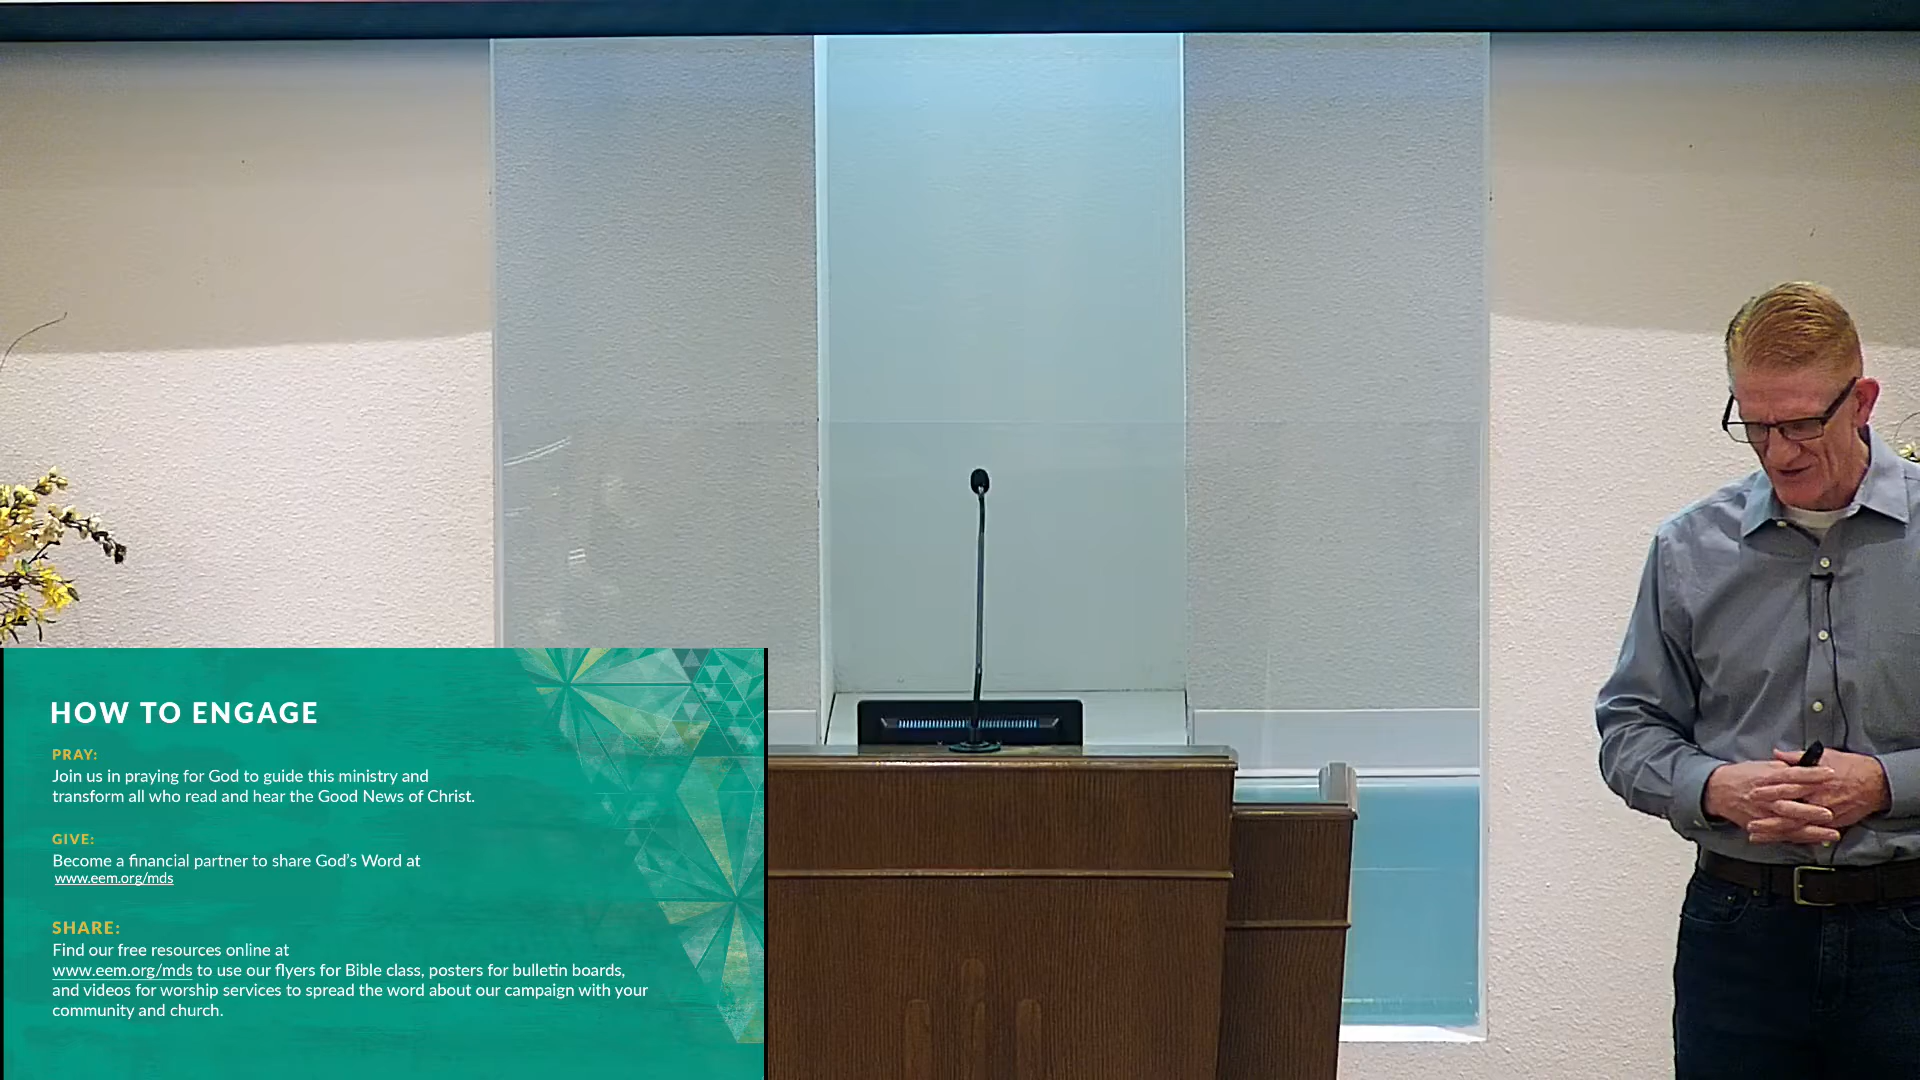 HOW TO ENGAGE
PRAY:
Join us in praying for God to guide this ministry and
transform all who read and hear the Good News of Christ.
GIVE:
Become a financial partner to share God's Word at
www.eem.org/mds
SHARE:
Find our free resources online at
www.eem.org/mds to use our flyers for Bible class, posters for bulletin boards,
and videos for worship services to spread the word about our campaign with your
community and church.